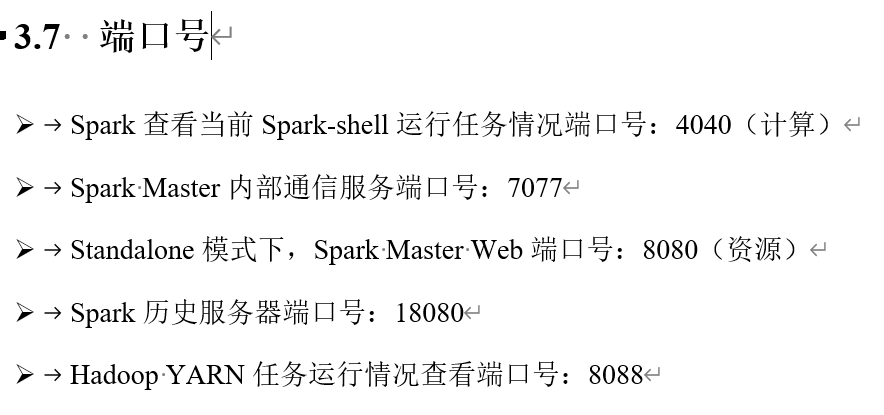 3.7 端口号
Spark 查看当前 Spark-shell 运行任务情况端口号：4040（计算）
Spark Master 内部通信服务端口号：7077
Standalone 模式下，Spark Master Web 端口号：8080（资源）
Spark 历史服务器端口号：18080
Hadoop YARN 任务运行情况查看端口号：8088